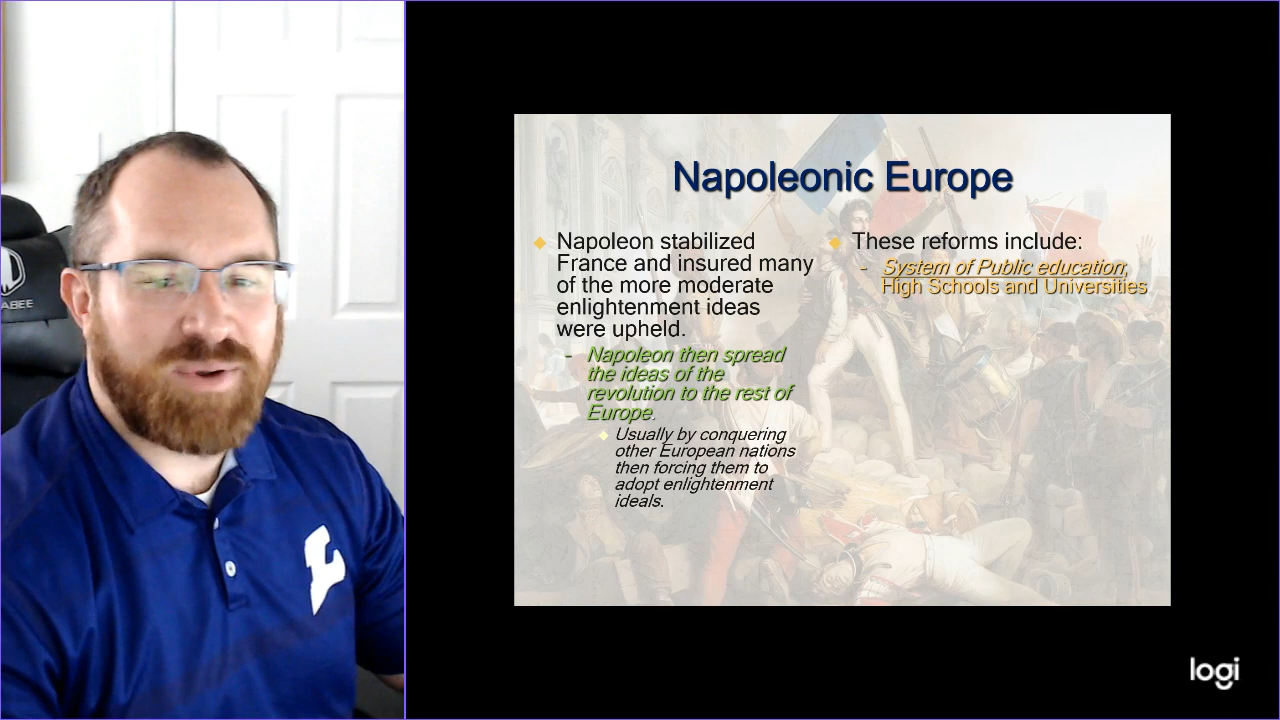 Napoleonic Europe
Napoleon stabilized
France and insured many
of the more moderate
enlightenment ideas
were upheld.
- Napoleon then spread
the ideas of the
revolution to the rest of
Europe.
Usually by conquering
other European nations
then forcing them to
adopt enlightenment
ideals.
These reforms include:
- System of Public education;
High Schools and Universities
L
logi